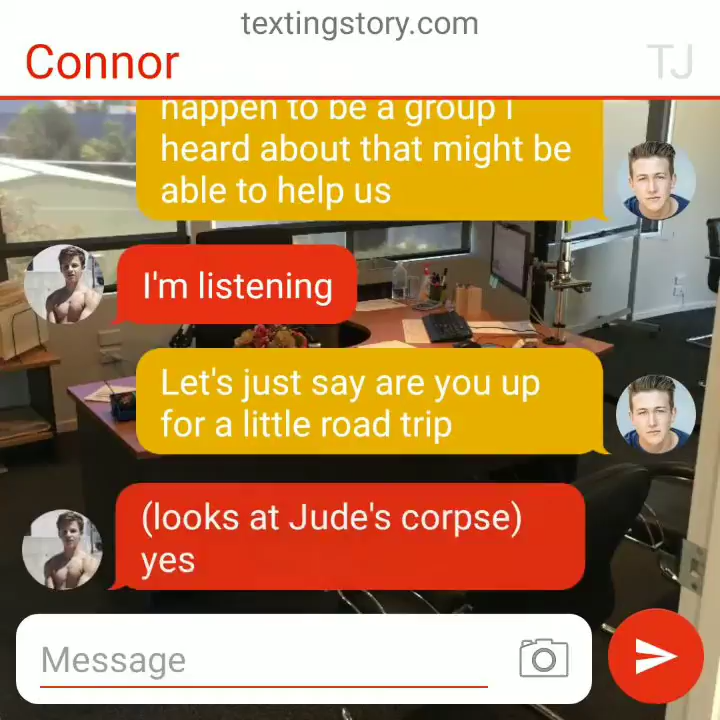 textingstory.com
Connor
TJ
happen to be a group I
heard about that might be
able to help us
I'm listening
Let's just say are you up
for a little road trip
(looks at Jude's corpse)
yes
Message